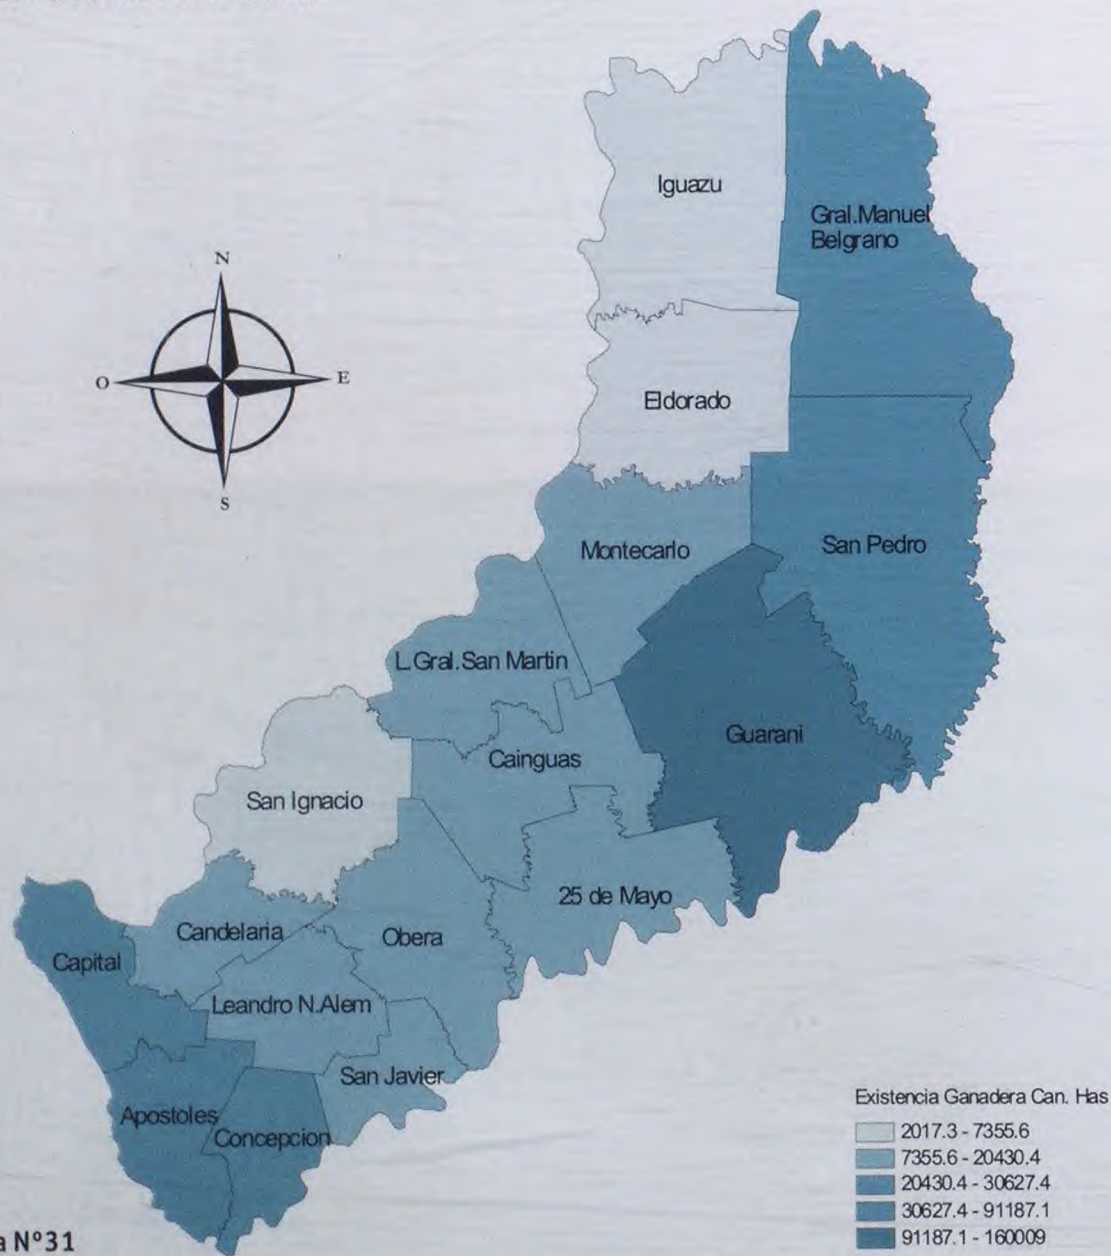 N
O
E
S
Iguazu
Gral.Manuel
Belgrano
Eldorado
Montecarlo
San Pedro
L.Gral.San Martin
Guarani
Cainguas
San Ignacio
25 de Mayo
Candelaria
Obera
Capital
Leandro N.Alem
San Javier
Apostoles
Concepcion
Existencia Ganadera Can. Has
2017.3 - 7355.6
7355.6 - 20430.4
20430.4 - 30627.4
30627.4 - 91187.1
91187.1 - 160009
a Nº31